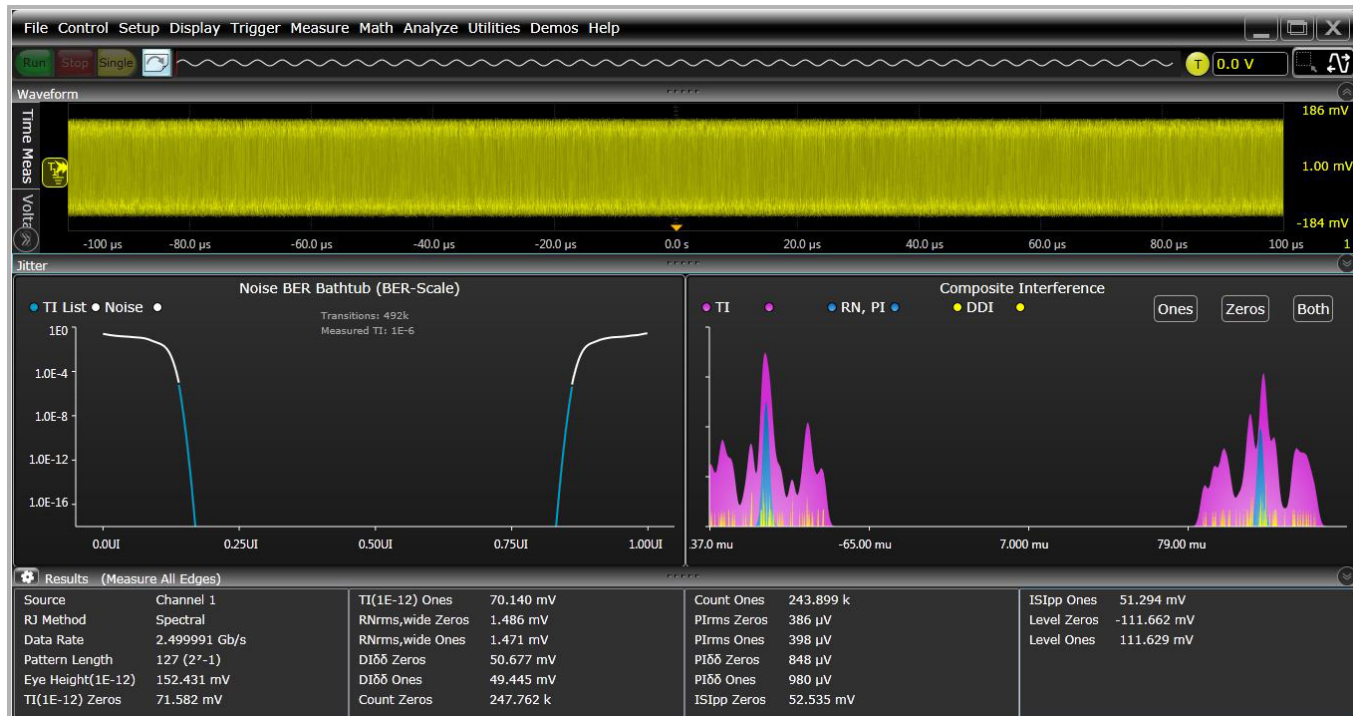 File Control Setup Display Trigger Measure Math Analyze Utilities Demos Help
Run Stop Single T 0.0 V
Waveform
186 mV
Time Meas
1.00 mV
Volta
-184 mV
-100 µs -80.0 µs -60.0 µs -40.0 µs -20.0 µs 0.0 s 20.0 µs 40.0 µs 60.0 µs 80.0 µs 100 µs 1
Jitter
Noise BER Bathtub (BER-Scale)
TI List Noise
Transitions: 492k
Measured TI: 1E-6
1E0
1.0E-4
1.0E-8
1.0E-12
1.0E-16
0.0UI 0.25UI 0.50UI 0.75UI 1.00UI
Composite Interference
TI RN, PI DDI Ones Zeros Both
.37.0 mu -65.00 mu 7.000 mu 79.00 mu
Results (Measure All Edges)
Source Channel 1
RJ Method Spectral
Data Rate 2.499991 Gb/s
Pattern Length 127 (2⁷-1)
Eye Height(1E-12) 152.431 mV
TI(1E-12) Zeros 71.582 mV
TI(1E-12) Ones 70.140 mV
RNrms,wide Zeros 1.486 mV
RNrms,wide Ones 1.471 mV
DIδδ Zeros 50.677 mV
DIδδ Ones 49.445 mV
Count Zeros 247.762 k
Count Ones 243.899 k
PIrms Zeros 386 µV
PIrms Ones 398 µV
PIδδ Zeros 848 µV
PIδδ Ones 980 µV
ISIpp Zeros 52.535 mV
ISIpp Ones 51.294 mV
Level Zeros -111.662 mV
Level Ones 111.629 mV